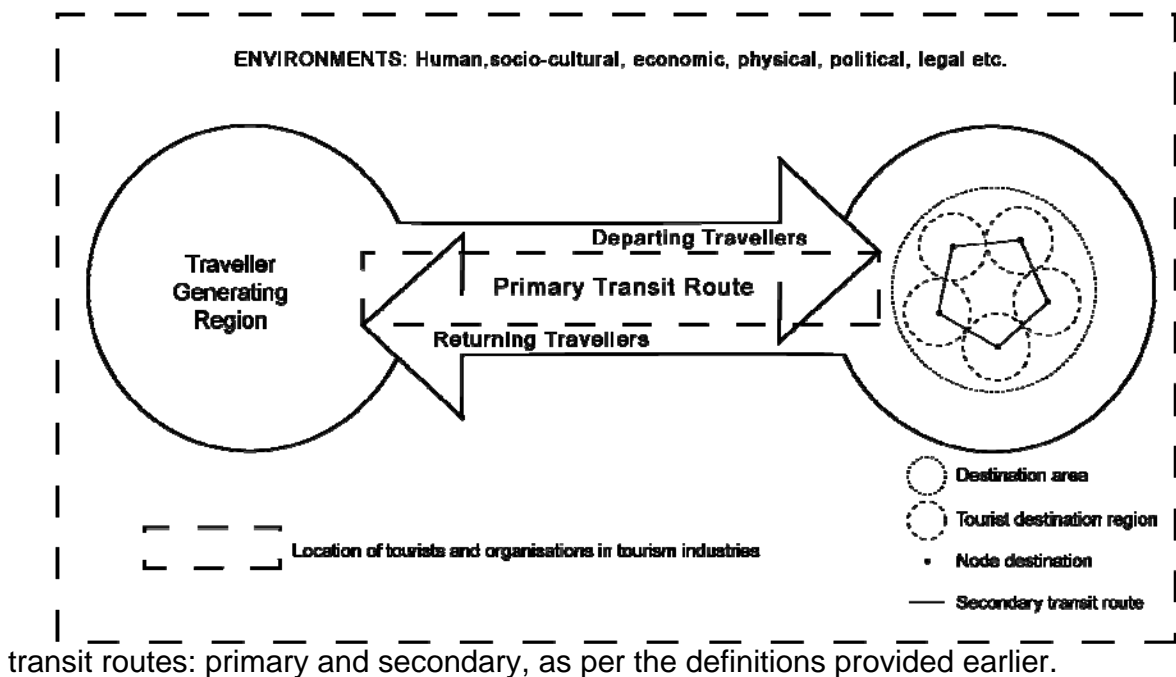 ENVIRONMENTS: Human,socio-cultural, economic, physical, political, legal etc.
Departing Travellers
Traveller
Generating
Region
Primary Transit Route
Returning Travellers
Destination area
Tourist destination region
Location of tourists and organisations in tourism industries
Node destination
Secondary transit route
transit routes: primary and secondary, as per the definitions provided earlier.